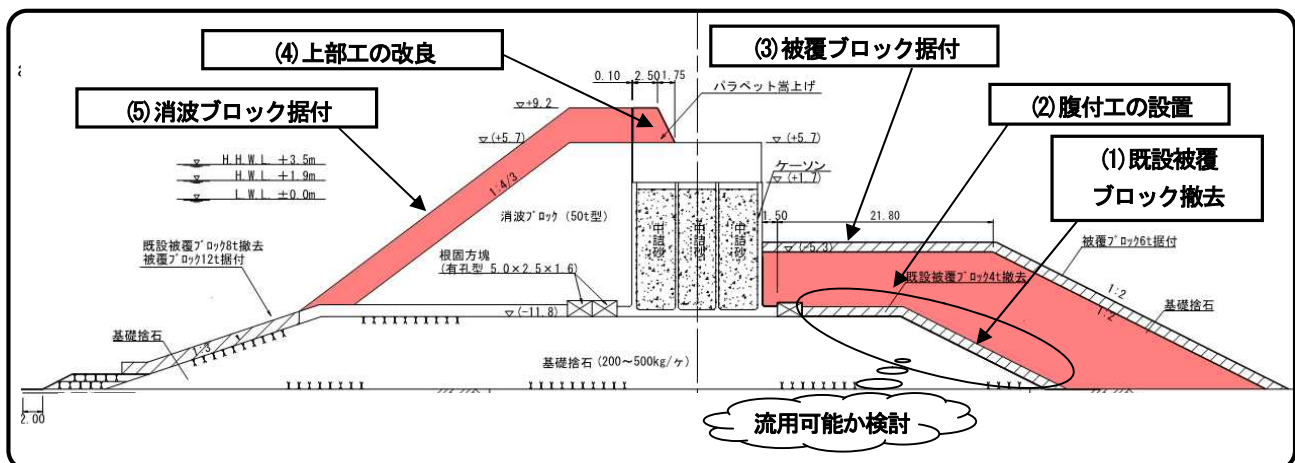 (4)上部工の改良
(3)被覆ブロック据付
(5)消波ブロック据付
(2)腹付工の設置
(1)既設被覆
ブロック撤去
0.10 2.50 1.75
パラペット嵩上げ
▽+9.2
▽(+5.7)
▽(+5.7)
H.H.W.L. +3.5m
H.W.L. +1.9m
L.W.L. ±0.0m
ケーソン
▽(+1.7)
1:4/3
消波ブロック(50t型)
中詰砂
中詰砂
中詰砂
1.50
21.80
▽(-5.3)
被覆ブロック6t据付
既設被覆ブロック8t撤去
被覆ブロック12t据付
根固方塊
(有孔型 5.0×2.5×1.6)
既設被覆ブロック4t撤去
1:2
1:2
基礎捨石
▽(-11.8)
基礎捨石
1:3
基礎捨石(200～500kg/ヶ)
2.00
流用可能か検討